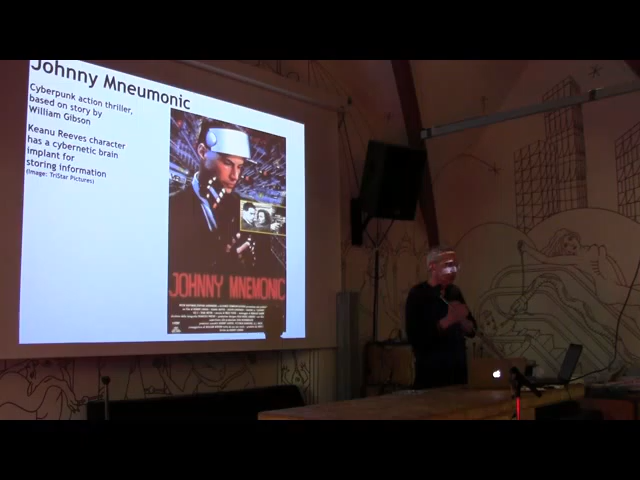 Johnny Mneumonic
Cyberpunk action thriller,
based on story by
William Gibson
Keanu Reeves character
has a cybernetic brain
implant for
storing information
(Image: TriStar Pictures)
JOHNNY MNEMONIC